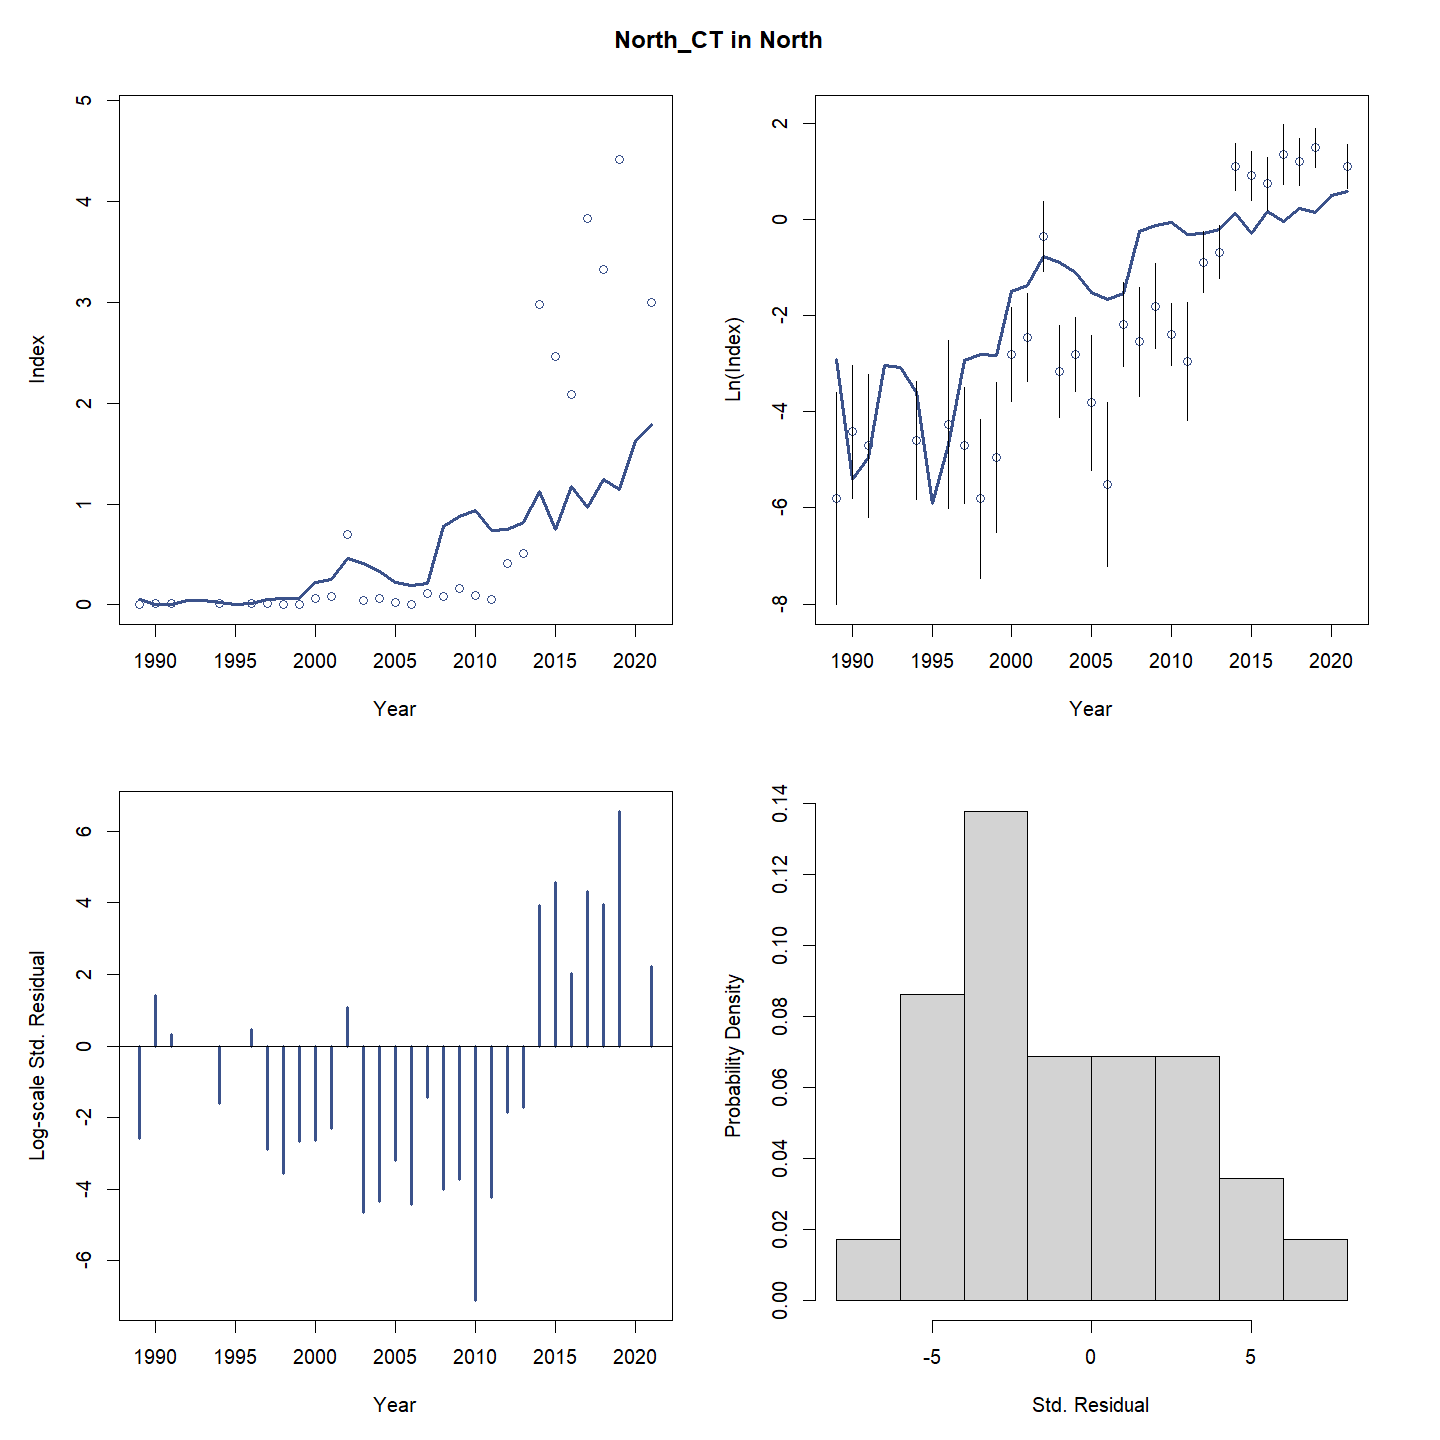 North_CT in North
Index
5
4
3
2
1
0
1990 1995 2000 2005 2010 2015 2020
Year
Ln(Index)
2
0
-2
-4
-6
-8
1990 1995 2000 2005 2010 2015 2020
Year
Log-scale Std. Residual
6
4
2
0
-2
-4
-6
1990 1995 2000 2005 2010 2015 2020
Year
Probability Density
0.14
0.12
0.10
0.08
0.06
0.04
0.02
0.00
-5 0 5
Std. Residual